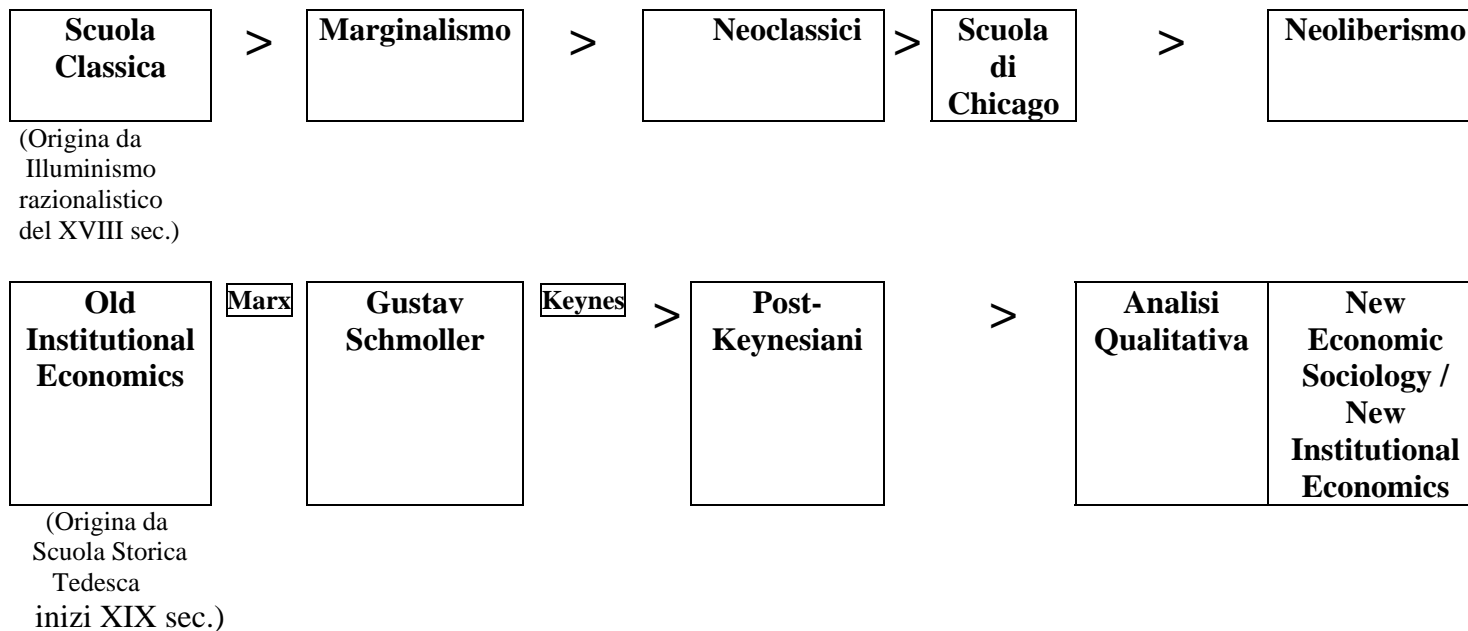 Scuola
Classica
>
Marginalismo
>
Neoclassici
>
Scuola
di
Chicago
>
Neoliberismo
(Origina da
Illuminismo
razionalistico
del XVIII sec.)
Old
Institutional
Economics
Marx
Gustav
Schmoller
Keynes
>
Post-
Keynesiani
>
Analisi
Qualitativa
New
Economic
Sociology /
New
Institutional
Economics
(Origina da
Scuola Storica
Tedesca
inizi XIX sec.)